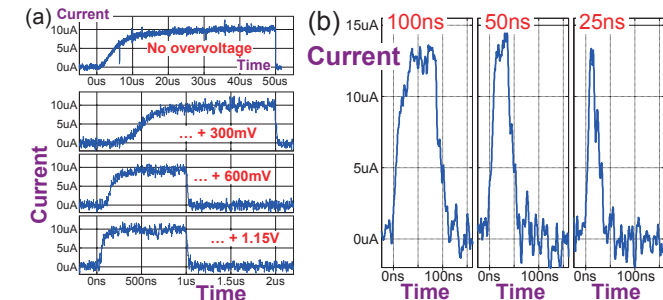 (a)
Current
10uA
5uA
0uA
No overvoltage
Time
0us 10us 20us 30us 40us 50us
10uA
5uA
0uA
... + 300mV
10uA
5uA
0uA
... + 600mV
10uA
5uA
0uA
... + 1.15V
0us 500ns 1us 1.5us 2us
Current
Time
(b)
15uA
10uA
5uA
0uA
Current
100ns 50ns 25ns
0ns 100ns 0ns 100ns 0ns 100ns
Time Time Time